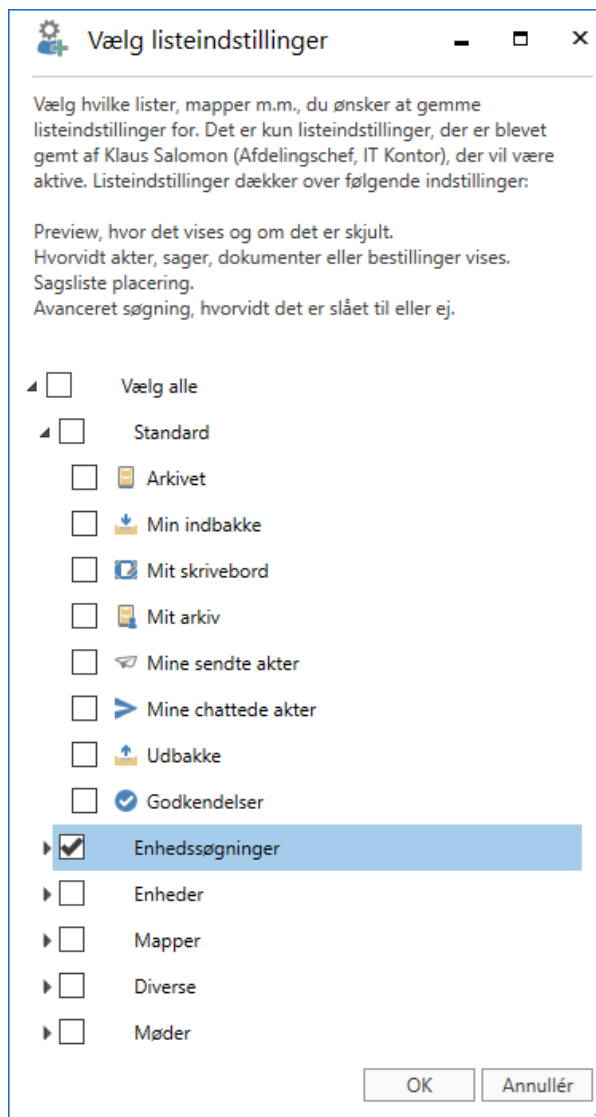 Vælg listeindstillinger
Vælg hvilke lister, mapper m.m., du ønsker at gemme
listeindstillinger for. Det er kun listeindstillinger, der er blevet
gemt af Klaus Salomon (Afdelingschef, IT Kontor), der vil være
aktive. Listeindstillinger dækker over følgende indstillinger:
Preview, hvor det vises og om det er skjult.
Hvorvidt akter, sager, dokumenter eller bestillinger vises.
Sagsliste placering.
Avanceret søgning, hvorvidt det er slået til eller ej.
Vælg alle
Standard
Arkivet
Min indbakke
Mit skrivebord
Mit arkiv
Mine sendte akter
Mine chattede akter
Udbakke
Godkendelser
Enhedssøgninger
Enheder
Mapper
Diverse
Møder
OK Annullér